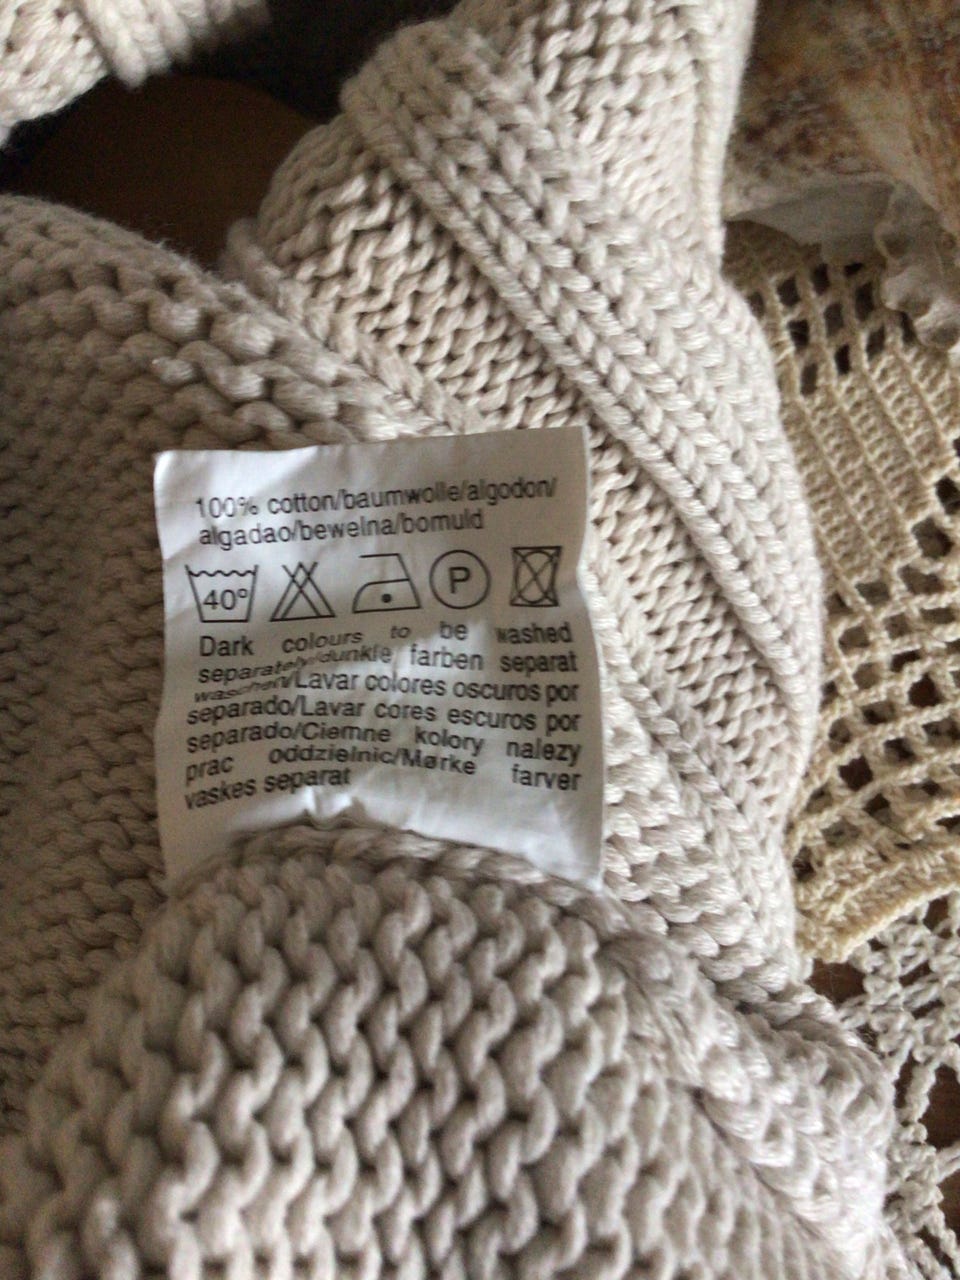 100% cotton/baumwolle/algodon/
algadao/bewelna/bomuld
40°
P
Dark colours to be washed
separately/dunkle farben separat
waschen/Lavar colores oscuros por
separado/Lavar cores escuros por
separado/Ciemne kolory nalezy
prac oddzielnic/Mørke farver
vaskes separat